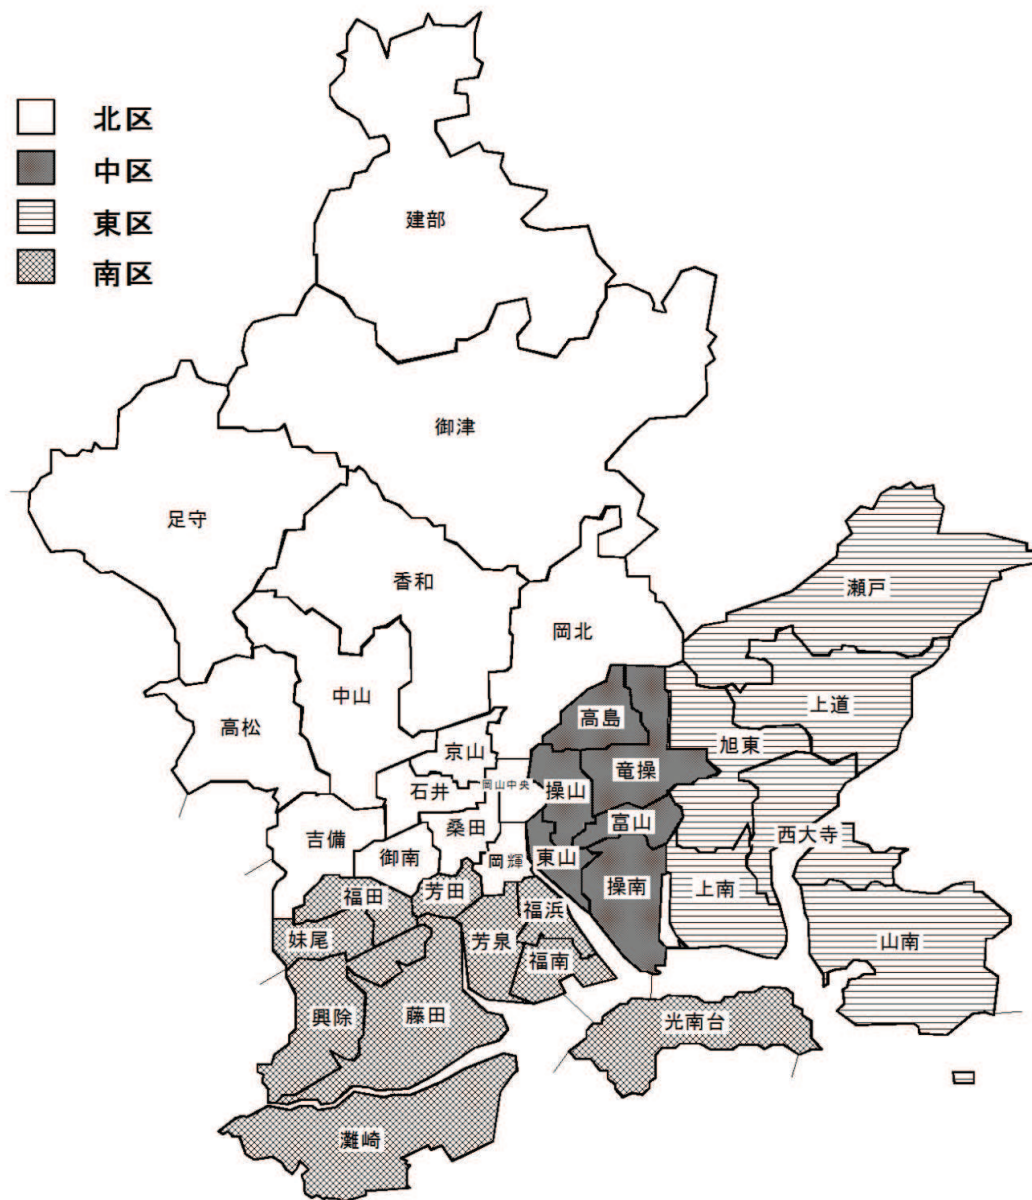 北区
中区
東区
南区
建部
御津
足守
香和
瀬戸
岡北
中山
上道
高松
高島
旭東
京山
竜操
石井
岡山中央
操山
桑田
富山
西大寺
吉備
御南
岡輝
東山
操南
上南
福田
芳田
福浜
妹尾
芳泉
福南
山南
興除
藤田
光南台
灘崎